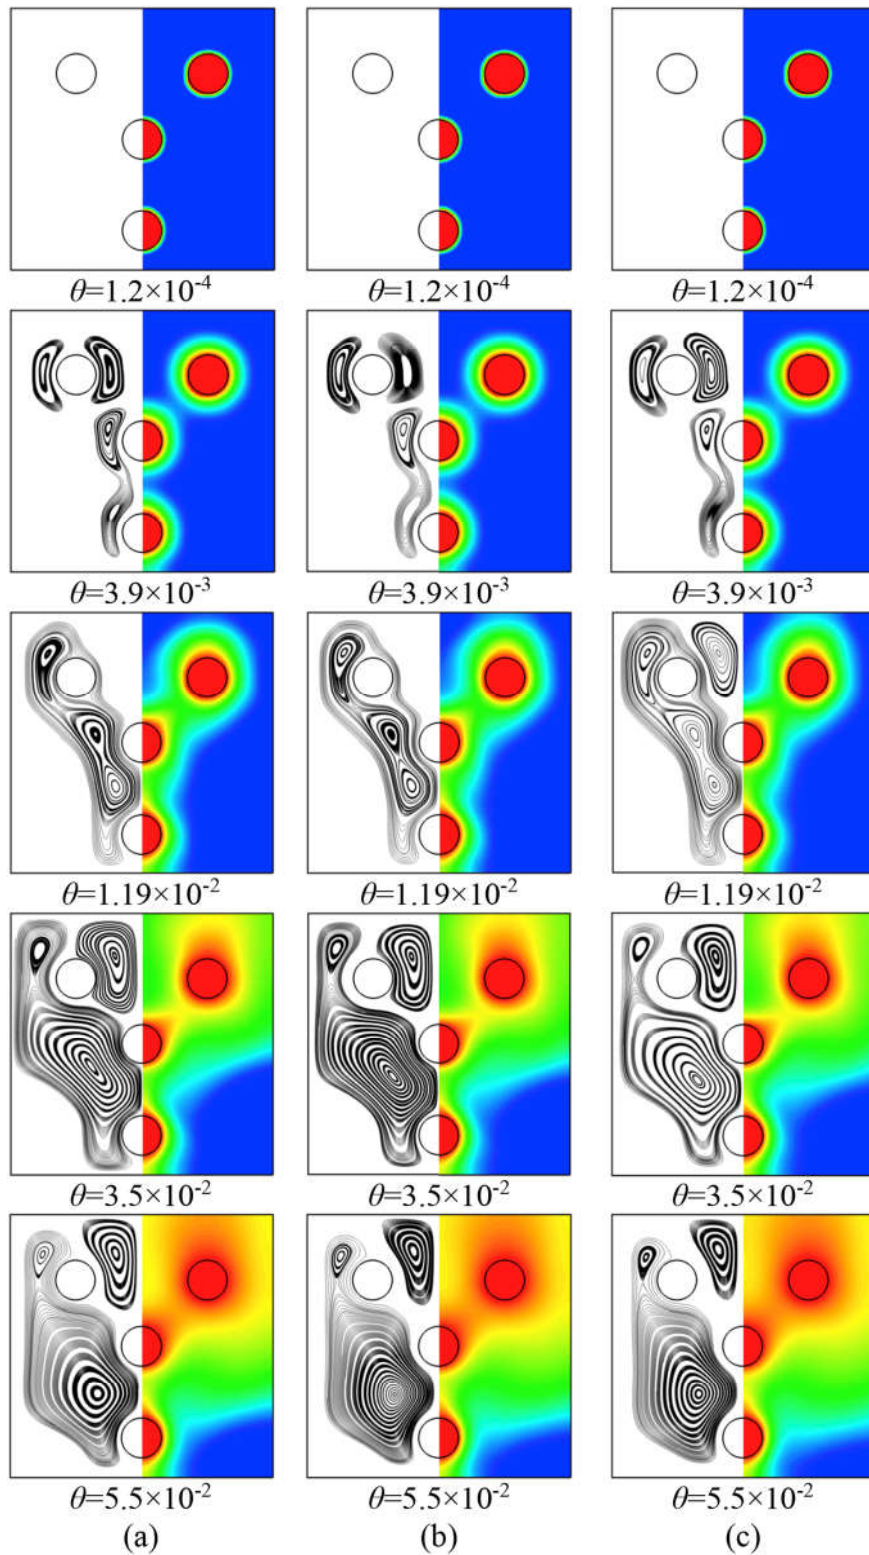 θ=1.2×10⁻⁴ θ=1.2×10⁻⁴ θ=1.2×10⁻⁴
θ=3.9×10⁻³ θ=3.9×10⁻³ θ=3.9×10⁻³
θ=1.19×10⁻² θ=1.19×10⁻² θ=1.19×10⁻²
θ=3.5×10⁻² θ=3.5×10⁻² θ=3.5×10⁻²
θ=5.5×10⁻² θ=5.5×10⁻² θ=5.5×10⁻²
(a) (b) (c)